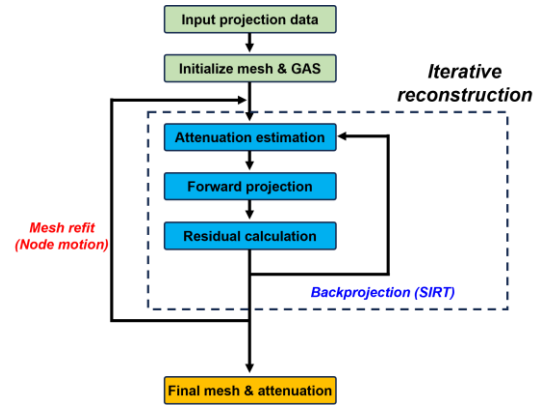 Input projection data
Initialize mesh & GAS
Iterative
reconstruction
Attenuation estimation
Forward projection
Residual calculation
Mesh refit
(Node motion)
Backprojection (SIRT)
Final mesh & attenuation